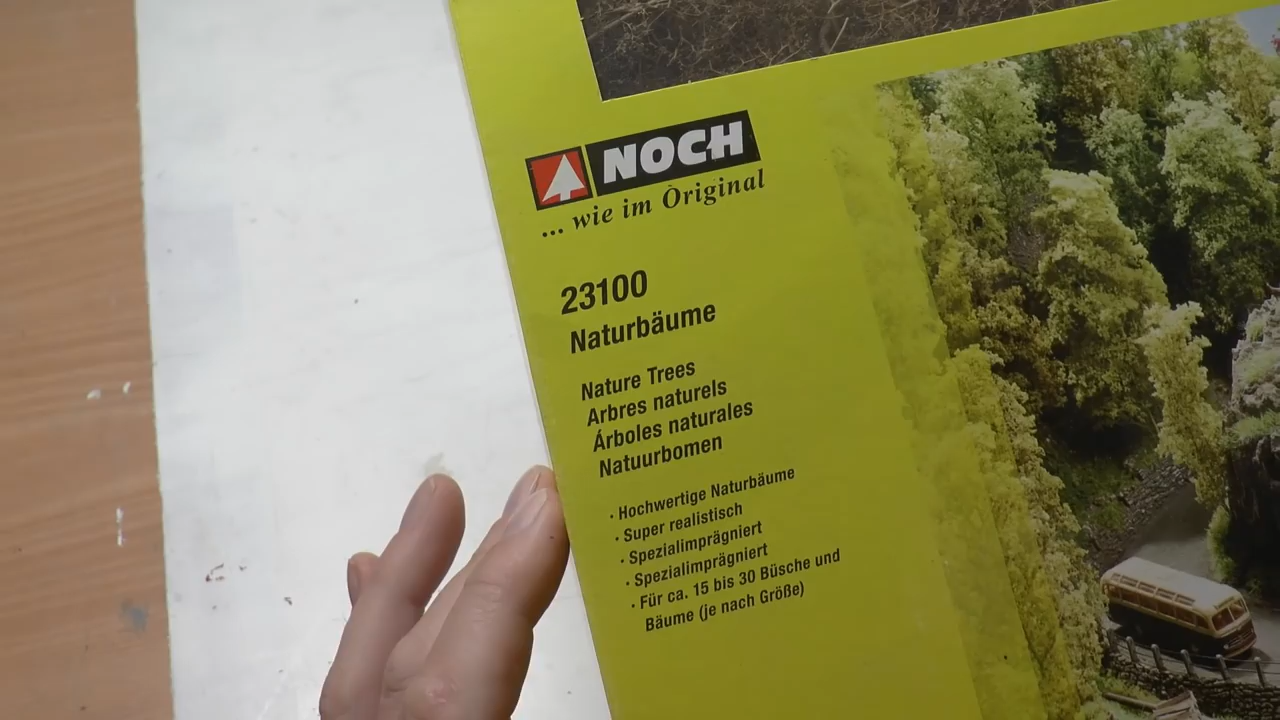 NOCH
... wie im Original
23100
Naturbäume
Nature Trees
Arbres naturels
Árboles naturales
Natuurbomen
· Hochwertige Naturbäume
· Super realistisch
· Spezialimprägniert
· Spezialimprägniert
· Für ca. 15 bis 30 Büsche und
Bäume (je nach Größe)